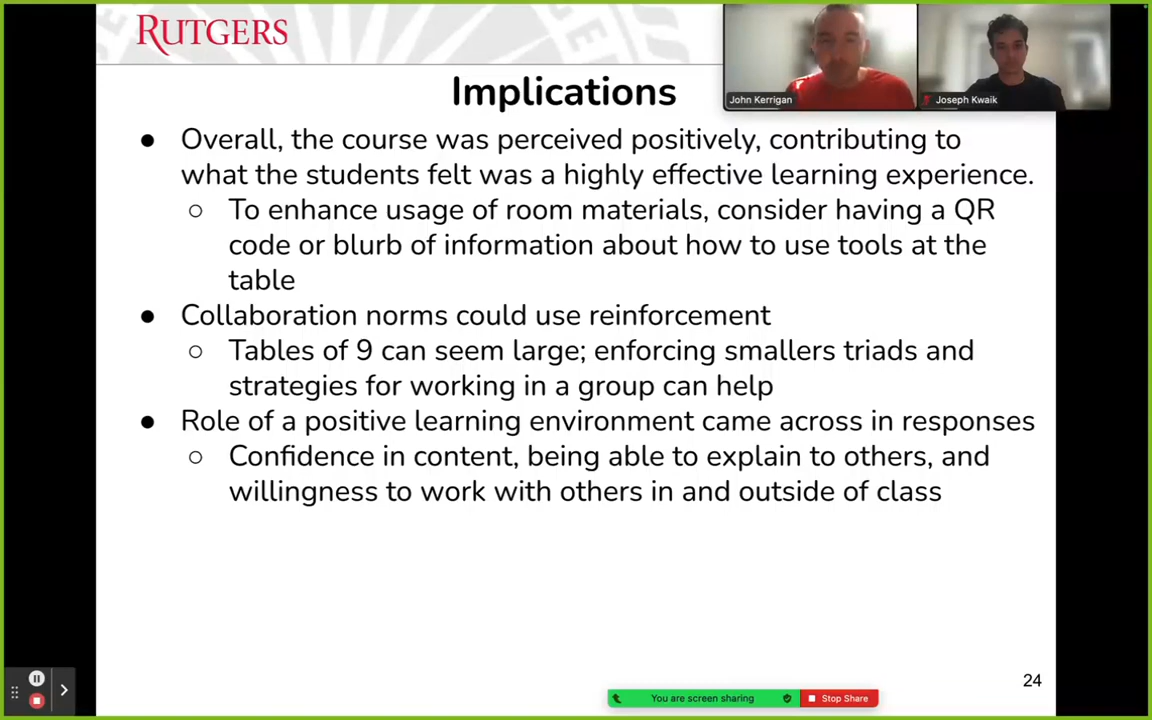 RUTGERS
John Kerrigan
Joseph Kwaik
Implications
● Overall, the course was perceived positively, contributing to
what the students felt was a highly effective learning experience.
○ To enhance usage of room materials, consider having a QR
code or blurb of information about how to use tools at the
table
● Collaboration norms could use reinforcement
○ Tables of 9 can seem large; enforcing smallers triads and
strategies for working in a group can help
● Role of a positive learning environment came across in responses
○ Confidence in content, being able to explain to others, and
willingness to work with others in and outside of class
24
You are screen sharing
Stop Share